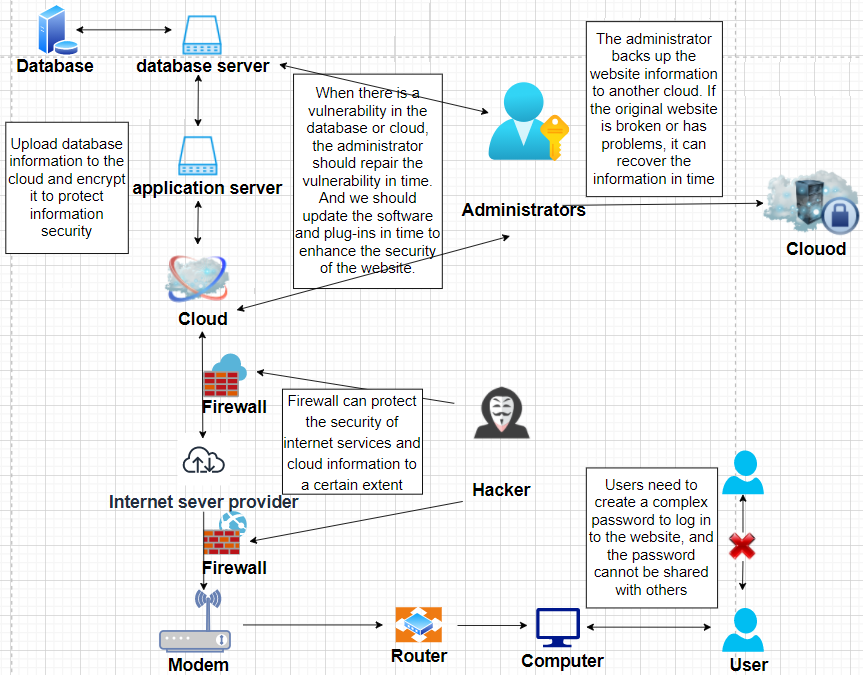 Database
database server
The administrator
backs up the
website information
to another cloud. If
the original website
is broken or has
problems, it can
recover the
information in time
When there is a
vulnerability in the
database or cloud,
the administrator
should repair the
vulnerability in time.
And we should
update the software
and plug-ins in time to
enhance the security
of the website.
Upload database
information to the
cloud and encrypt
it to protect
information
security
application server
Administrators
Clouod
Cloud
Firewall
Firewall can protect
the security of
internet services and
cloud information to
a certain extent
Hacker
Internet sever provider
Users need to
create a complex
password to log in
to the website, and
the password
cannot be shared
with others
Firewall
Modem
Router
Computer
User